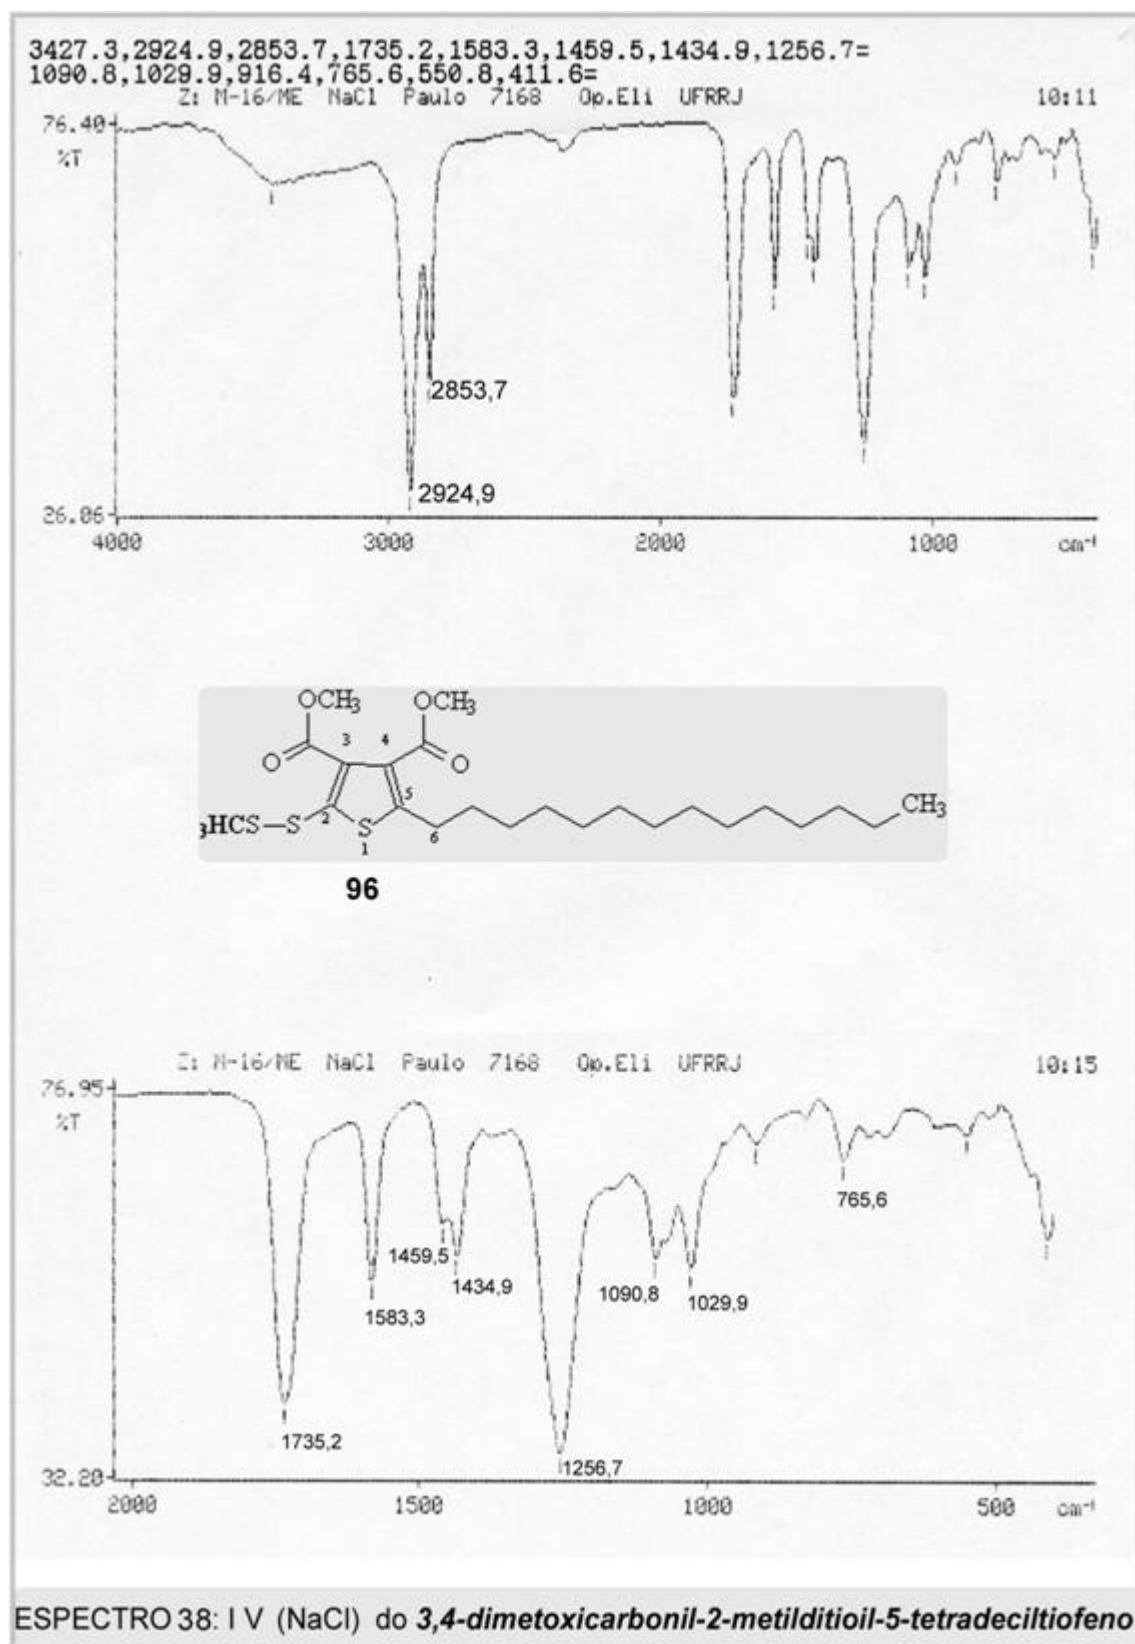 3427.3,2924.9,2853.7,1735.2,1583.3,1459.5,1434.9,1256.7=
1090.8,1029.9,916.4,765.6,550.8,411.6=
Z: M-16/ME NaCl Paulo 7168 Op.Eli UFRRJ 10:11
76.40
%T
2853,7
2924,9
26.06
4000 3000 2000 1000 cm-1
OCH3 OCH3
3 4
O O
5
CH3
3HCS S 2 S 6
1
96
Z: M-16/ME NaCl Paulo 7168 Op.Eli UFRRJ 10:15
76.95
%T
765,6
1459,5
1434,9
1090,8
1029,9
1583,3
1735,2
1256,7
32.20
2000 1500 1000 500 cm-1
ESPECTRO 38: I V (NaCl) do 3,4-dimetoxicarbonil-2-metilditioil-5-tetradeciltiofeno